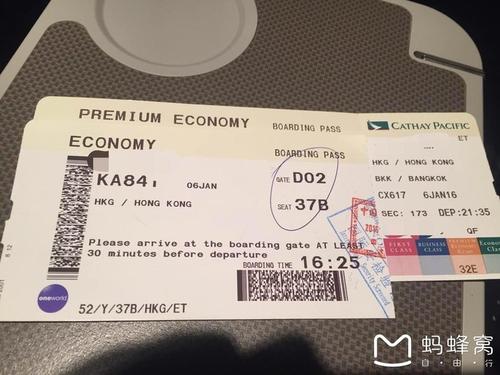 PREMIUM ECONOMY
BOARDING PASS
CATHAY PACIFIC
ECONOMY
BOARDING PASS
ET
KA841
06JAN
GATE D02
HKG / HONG KONG
HKG / HONG KONG
SEAT 37B
BKK / BANGKOK
CX617 6JAN16
SEC: 173 DEP:21:35
QF
Please arrive at the boarding gate AT LEAST
30 minutes before departure
FIRST CLASS
BUSINESS CLASS
PREMIUM ECONOMY
Economy Class
BOARDING TIME 16:25
32E
oneworld
52/Y/37B/HKG/ET
蚂蜂窝
自·由·行